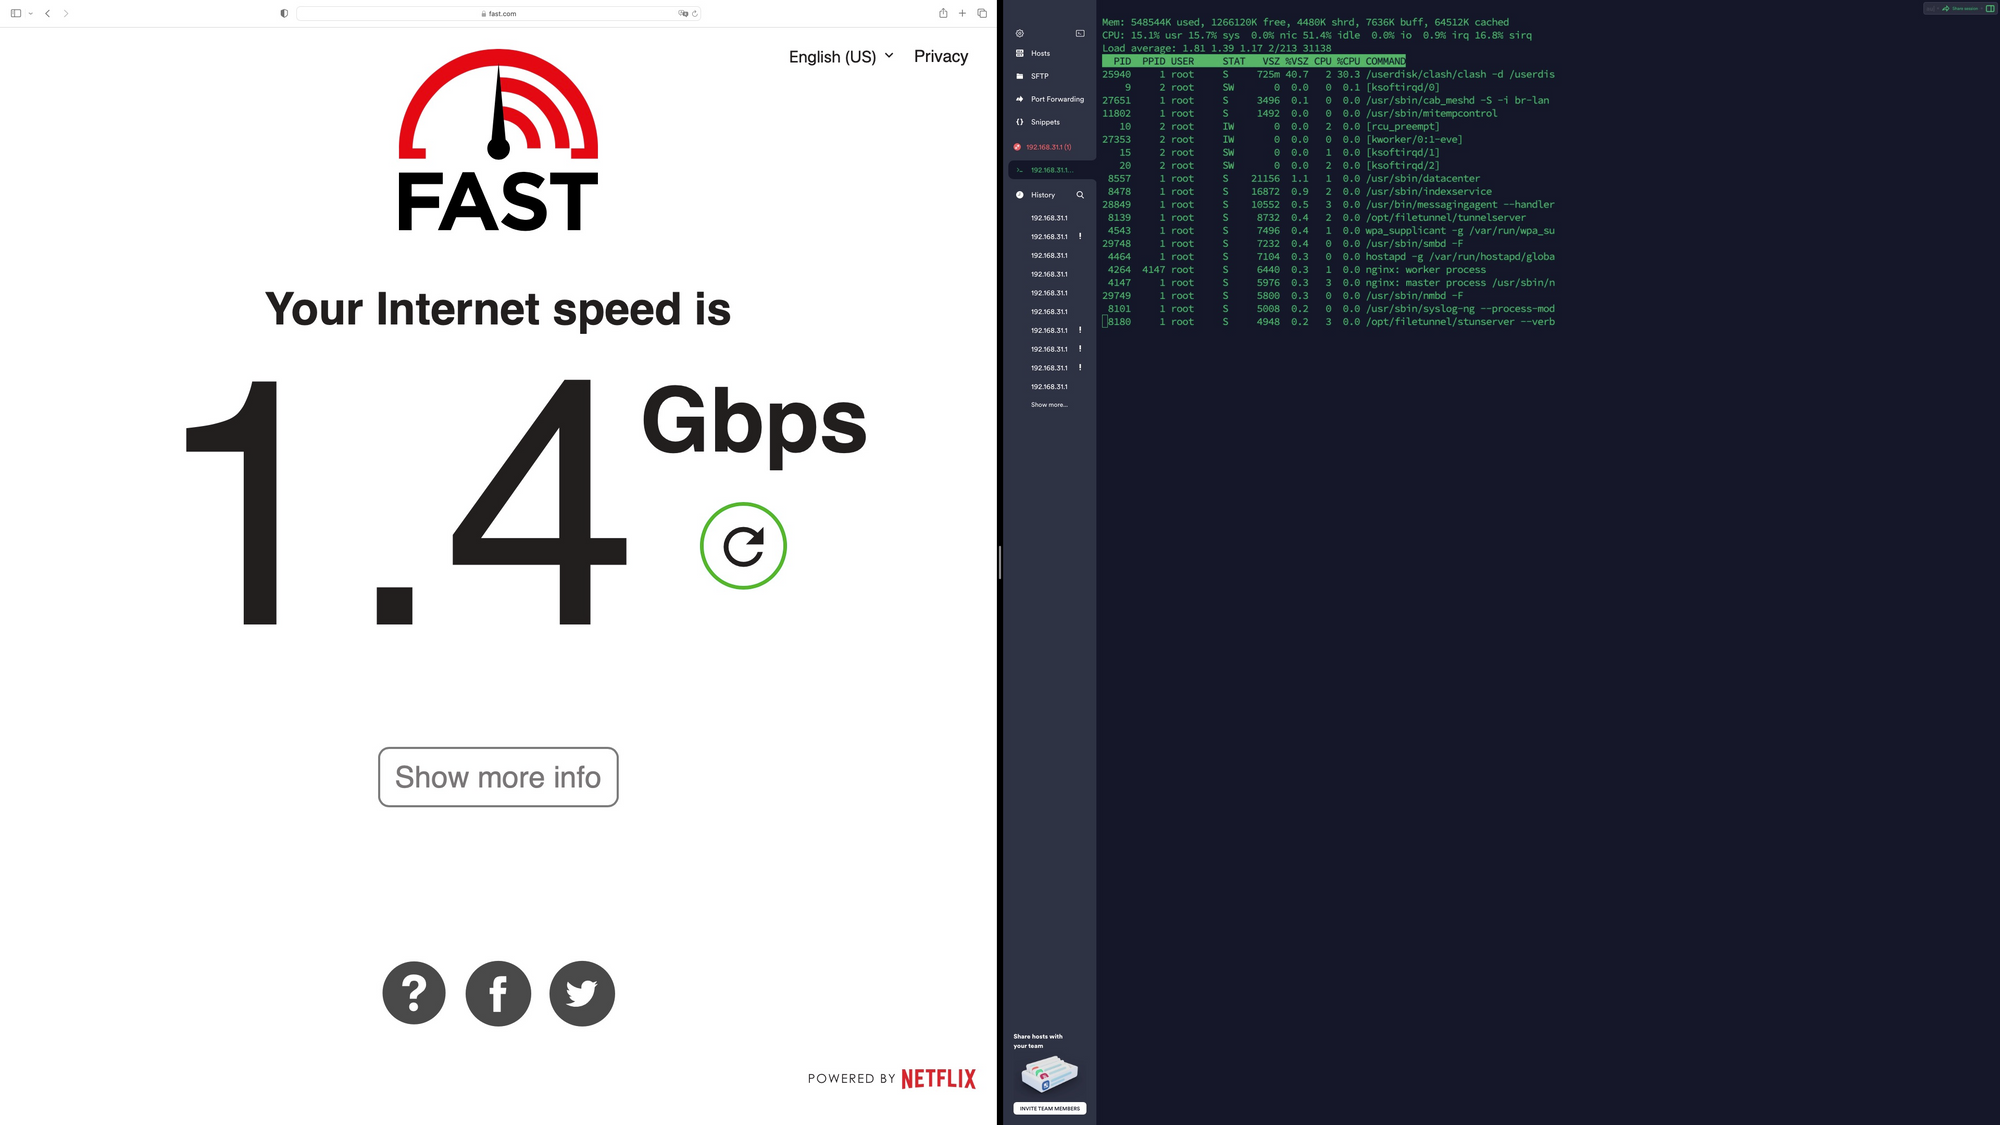 fast.com
English (US)
Privacy
FAST
Your Internet speed is
1.4 Gbps
Show more info
?
f
POWERED BY NETFLIX
Hosts
SFTP
Port Forwarding
Snippets
192.168.31.1 (1)
192.168.31.1...
History
192.168.31.1
192.168.31.1 !
192.168.31.1
192.168.31.1
192.168.31.1
192.168.31.1
192.168.31.1 !
192.168.31.1 !
192.168.31.1 !
192.168.31.1
Show more...
Share hosts with
your team
INVITE TEAM MEMBERS
Share session
Mem: 548544K used, 1266120K free, 4480K shrd, 7636K buff, 64512K cached
CPU: 15.1% usr 15.7% sys 0.0% nic 51.4% idle 0.0% io 0.9% irq 16.8% sirq
Load average: 1.81 1.39 1.17 2/213 31138
PID PPID USER STAT VSZ %VSZ CPU %CPU COMMAND
25940 1 root S 725m 40.7 2 30.3 /userdisk/clash/clash -d /userdis
9 2 root SW 0 0.0 0 0.1 [ksoftirqd/0]
27651 1 root S 3496 0.1 0 0.0 /usr/sbin/cab_meshd -S -i br-lan
11802 1 root S 1492 0.0 0 0.0 /usr/sbin/mitempcontrol
10 2 root IW 0 0.0 2 0.0 [rcu_preempt]
27353 2 root IW 0 0.0 0 0.0 [kworker/0:1-eve]
15 2 root SW 0 0.0 1 0.0 [ksoftirqd/1]
20 2 root SW 0 0.0 2 0.0 [ksoftirqd/2]
8557 1 root S 21156 1.1 1 0.0 /usr/sbin/datacenter
8478 1 root S 16872 0.9 2 0.0 /usr/sbin/indexservice
28849 1 root S 10552 0.5 3 0.0 /usr/bin/messagingagent --handler
8139 1 root S 8732 0.4 2 0.0 /opt/filetunnel/tunnelserver
4543 1 root S 7496 0.4 1 0.0 wpa_supplicant -g /var/run/wpa_su
29748 1 root S 7232 0.4 0 0.0 /usr/sbin/smbd -F
4464 1 root S 7104 0.3 0 0.0 hostapd -g /var/run/hostapd/globa
4264 4147 root S 6440 0.3 1 0.0 nginx: worker process
4147 1 root S 5976 0.3 3 0.0 nginx: master process /usr/sbin/n
29749 1 root S 5800 0.3 0 0.0 /usr/sbin/nmbd -F
8101 1 root S 5008 0.2 0 0.0 /usr/sbin/syslog-ng --process-mod
8180 1 root S 4948 0.2 3 0.0 /opt/filetunnel/stunserver --verb